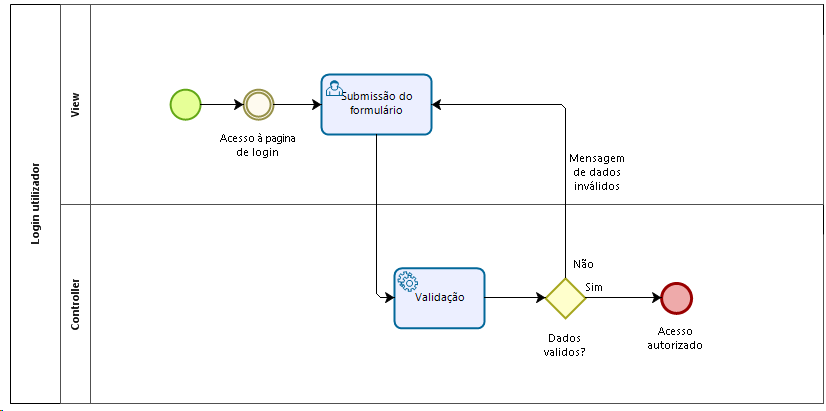 Login utilizador
View
Acesso à pagina
de login
Submissão do
formulário
Mensagem
de dados
inválidos
Controller
Validação
Não
Sim
Dados
validos?
Acesso
autorizado